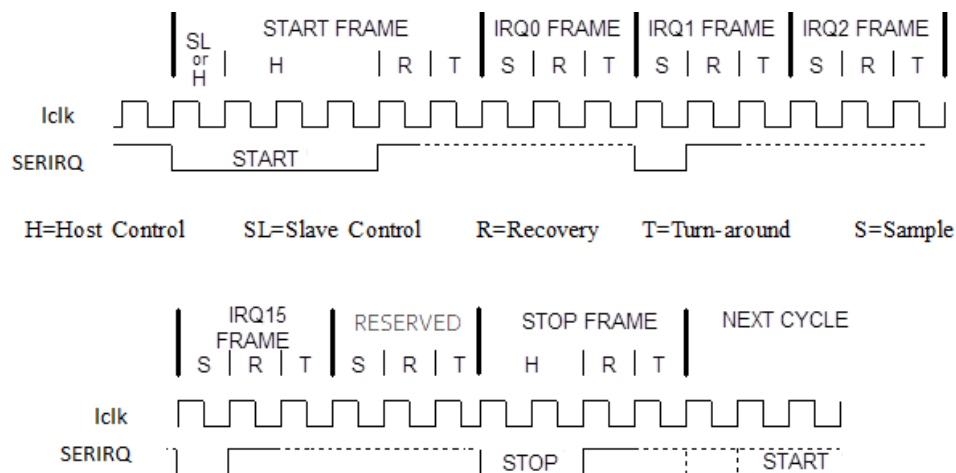 SL or H
START FRAME
IRQ0 FRAME
IRQ1 FRAME
IRQ2 FRAME
H
R
T
S
R
T
S
R
T
S
R
T
lclk
SERIRQ
START
H=Host Control
SL=Slave Control
R=Recovery
T=Turn-around
S=Sample
IRQ15 FRAME
RESERVED
STOP FRAME
NEXT CYCLE
S
R
T
S
R
T
H
R
T
lclk
SERIRQ
STOP
START